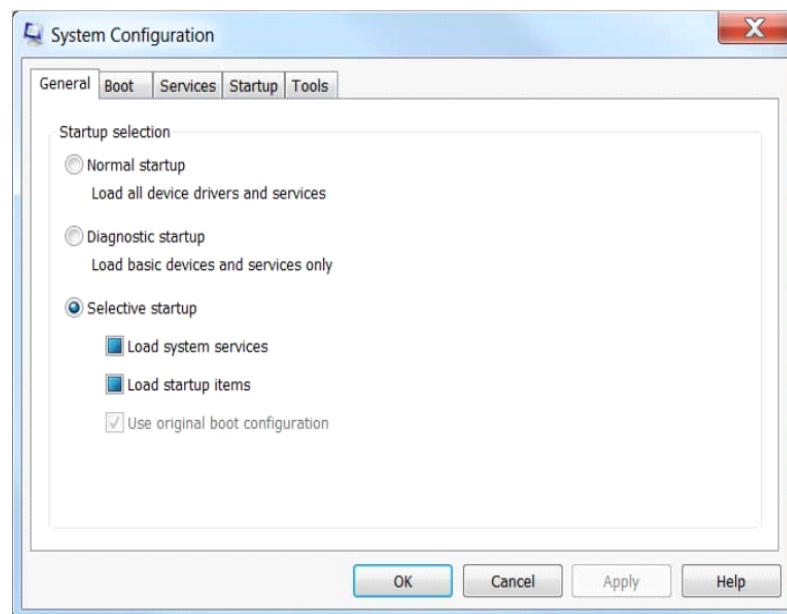 System Configuration
General Boot Services Startup Tools
Startup selection
Normal startup
Load all device drivers and services
Diagnostic startup
Load basic devices and services only
Selective startup
Load system services
Load startup items
Use original boot configuration
OK Cancel Apply Help